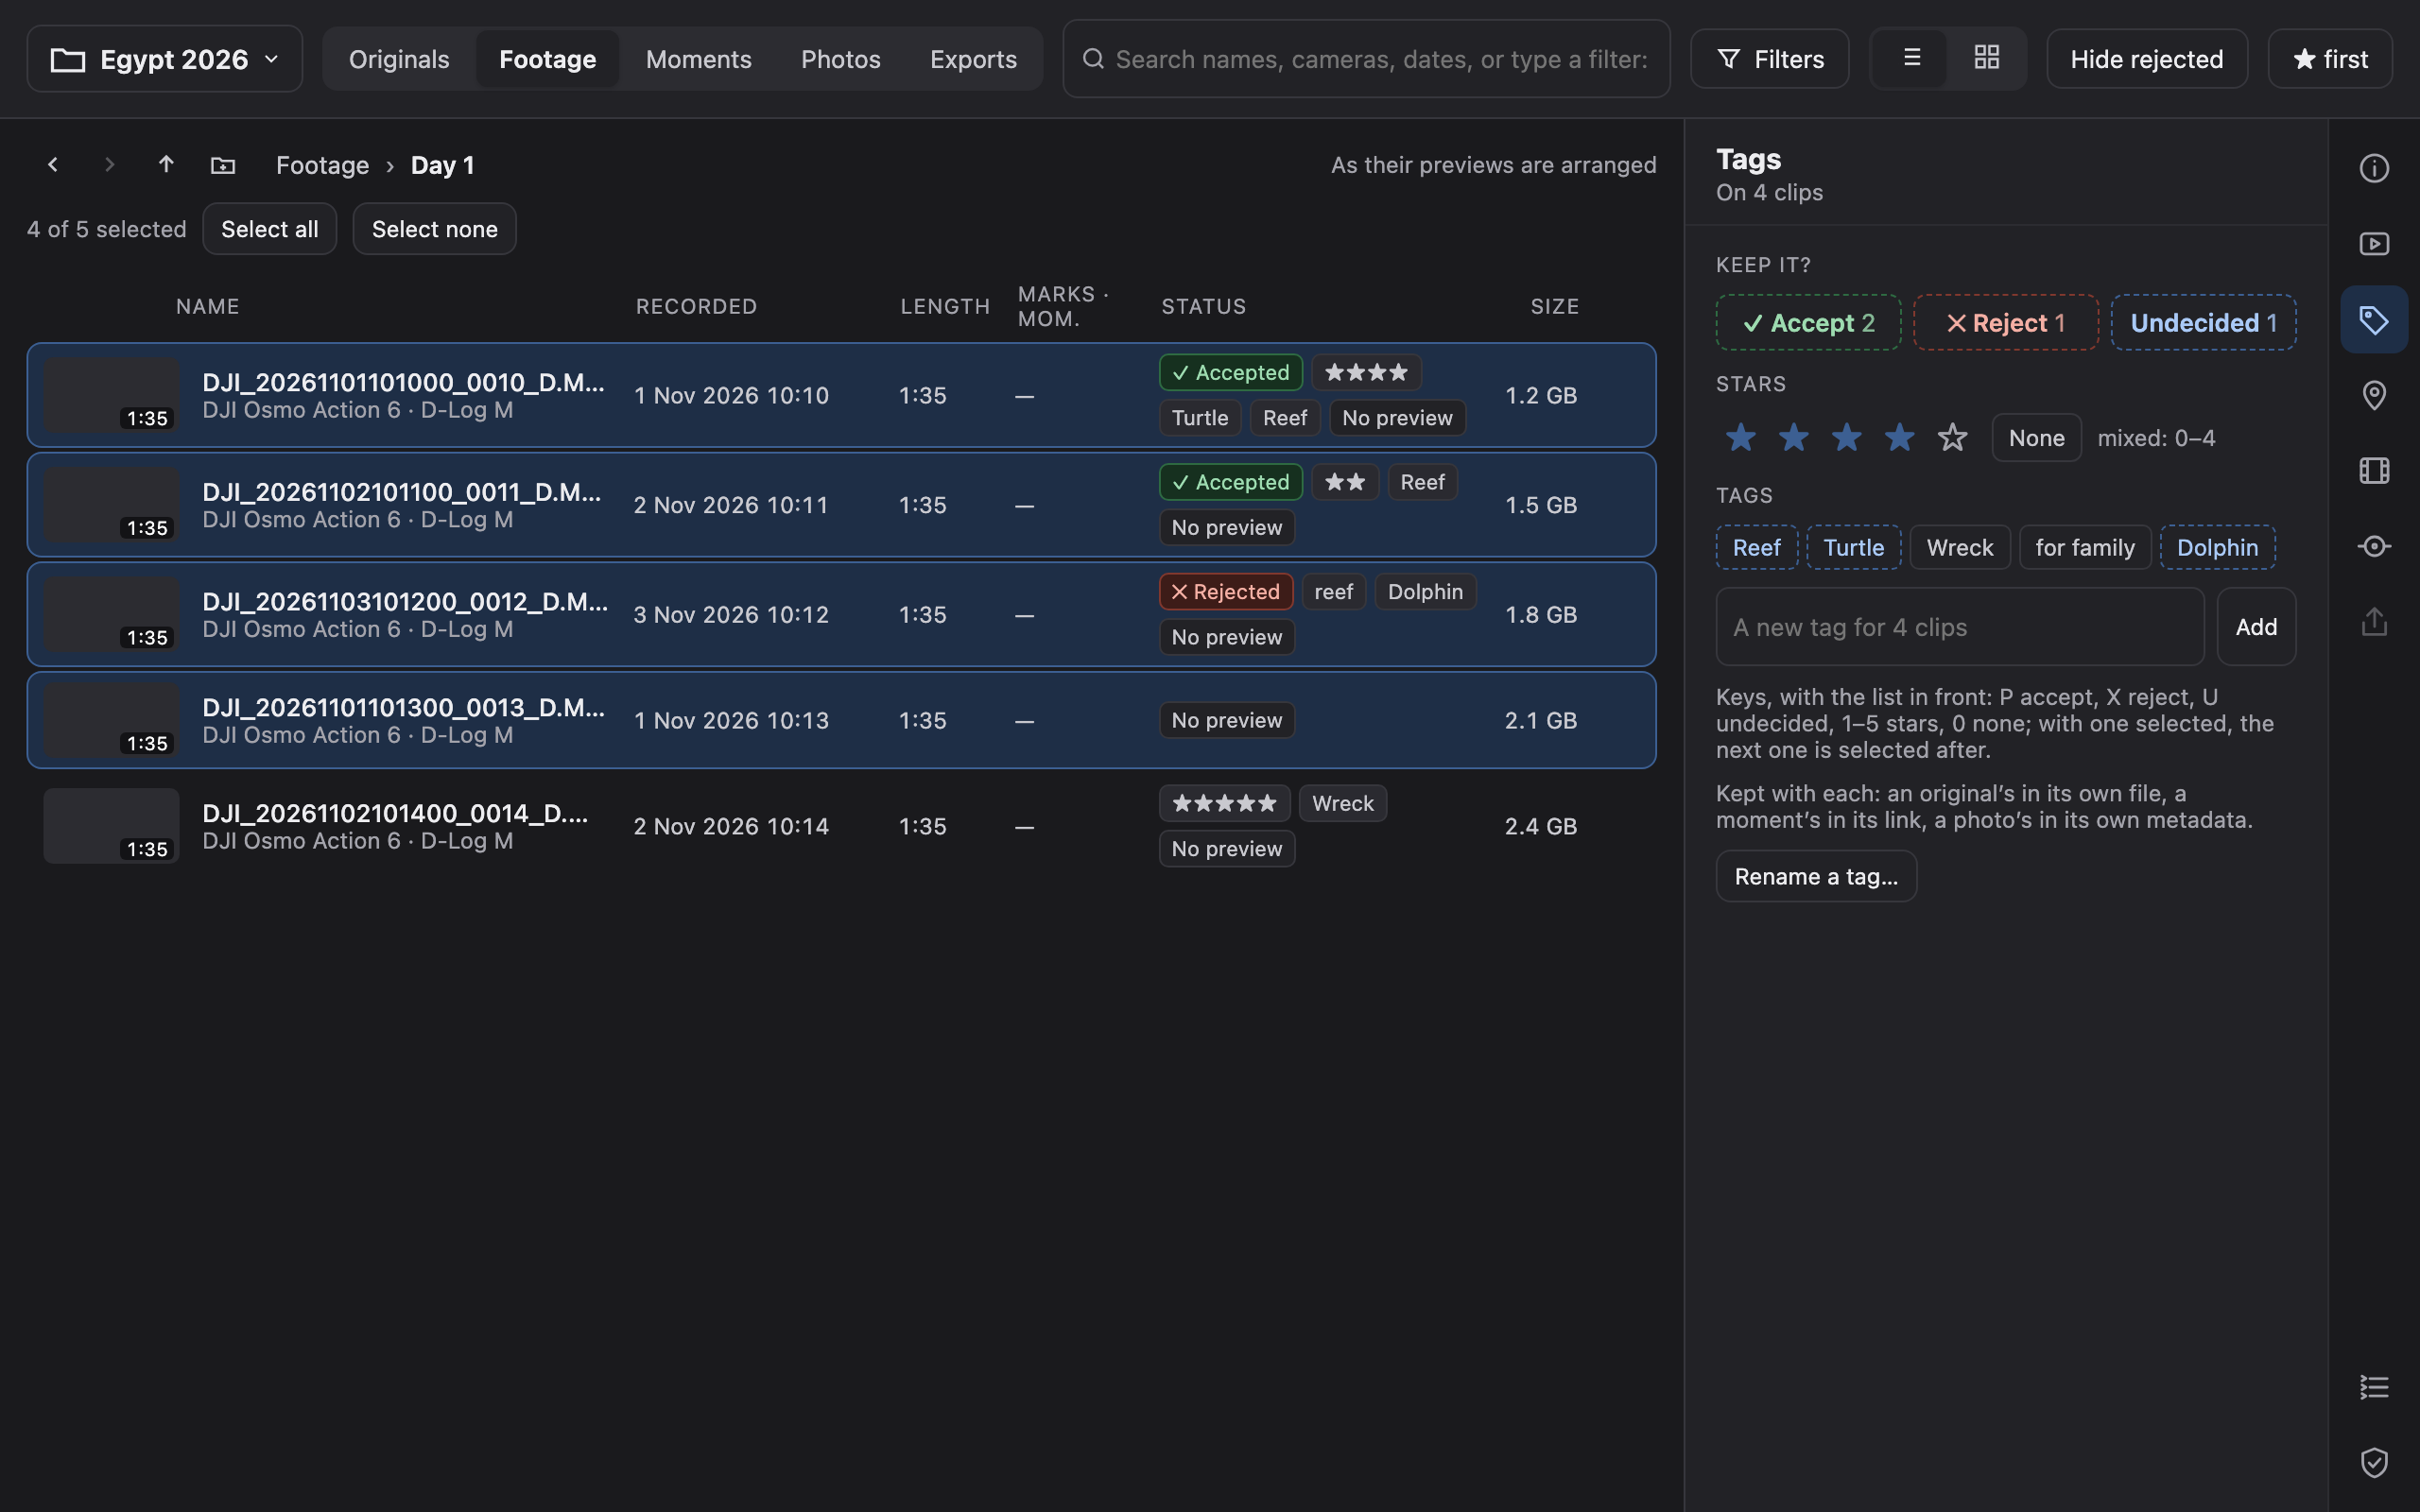 Egypt 2026
Originals Footage Moments Photos Exports
Search names, cameras, dates, or type a filter:
Filters
Hide rejected
★ first
Footage › Day 1
As their previews are arranged
4 of 5 selected Select all Select none
NAME RECORDED LENGTH MARKS · MOM. STATUS SIZE
DJI_20261101101000_0010_D.M...
DJI Osmo Action 6 · D-Log M
1:35
1 Nov 2026 10:10 1:35 —
✓ Accepted ★★★★
Turtle Reef No preview
1.2 GB
DJI_20261102101100_0011_D.M...
DJI Osmo Action 6 · D-Log M
1:35
2 Nov 2026 10:11 1:35 —
✓ Accepted ★★ Reef
No preview
1.5 GB
DJI_20261103101200_0012_D.M...
DJI Osmo Action 6 · D-Log M
1:35
3 Nov 2026 10:12 1:35 —
✕ Rejected reef Dolphin
No preview
1.8 GB
DJI_20261101101300_0013_D.M...
DJI Osmo Action 6 · D-Log M
1:35
1 Nov 2026 10:13 1:35 —
No preview
2.1 GB
DJI_20261102101400_0014_D....
DJI Osmo Action 6 · D-Log M
1:35
2 Nov 2026 10:14 1:35 —
★★★★★ Wreck
No preview
2.4 GB
Tags
On 4 clips
KEEP IT?
✓ Accept 2 ✕ Reject 1 Undecided 1
STARS
★★★★☆ None mixed: 0–4
TAGS
Reef Turtle Wreck for family Dolphin
A new tag for 4 clips Add
Keys, with the list in front: P accept, X reject, U
undecided, 1–5 stars, 0 none; with one selected, the
next one is selected after.
Kept with each: an original’s in its own file, a
moment’s in its link, a photo’s in its own metadata.
Rename a tag...